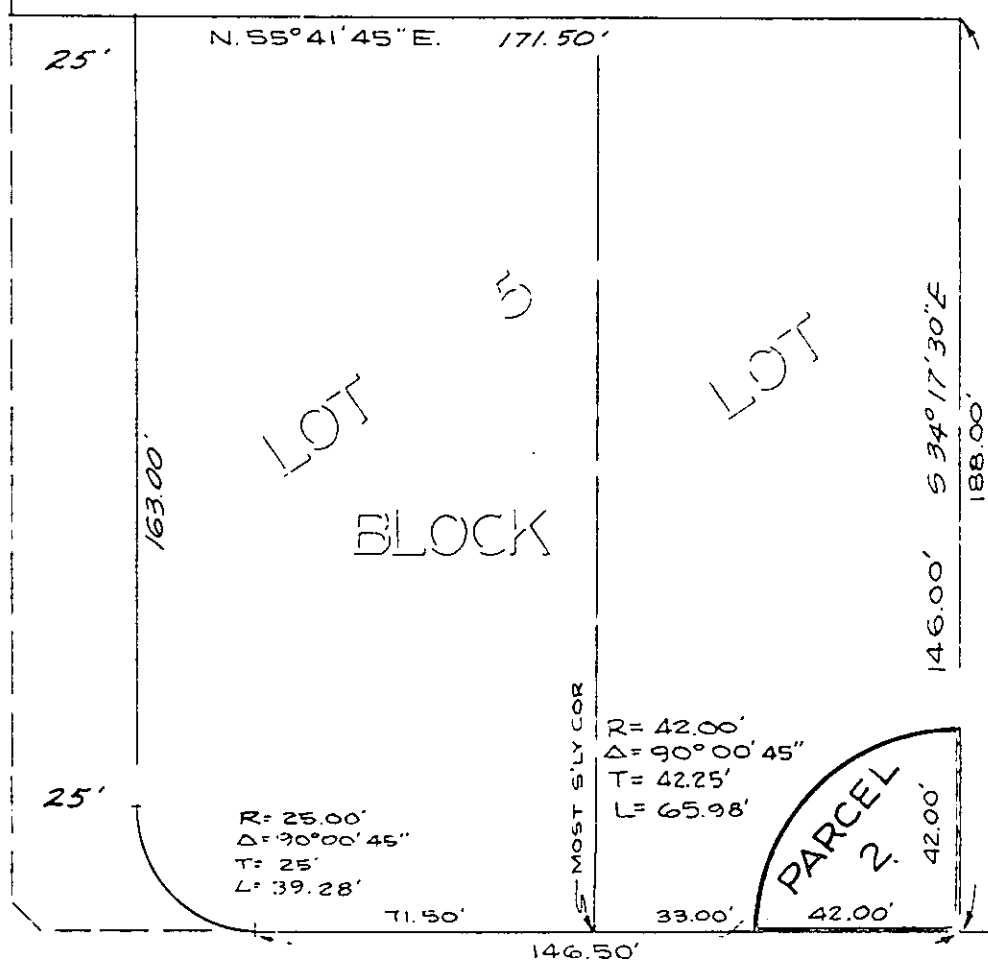 N. 55° 41' 45" E. 171.50'
25'
5
LOT
LOT
S 34° 17' 30" E
188.00'
163.00'
BLOCK
146.00'
MOST S'LY COR
R= 42.00'
Δ= 90° 00' 45"
T= 42.25'
L= 65.98'
25'
R= 25.00'
Δ= 90° 00' 45"
T= 25'
L= 39.28'
PARCEL
2.
42.00'
71.50'
33.00'
42.00'
146.50'